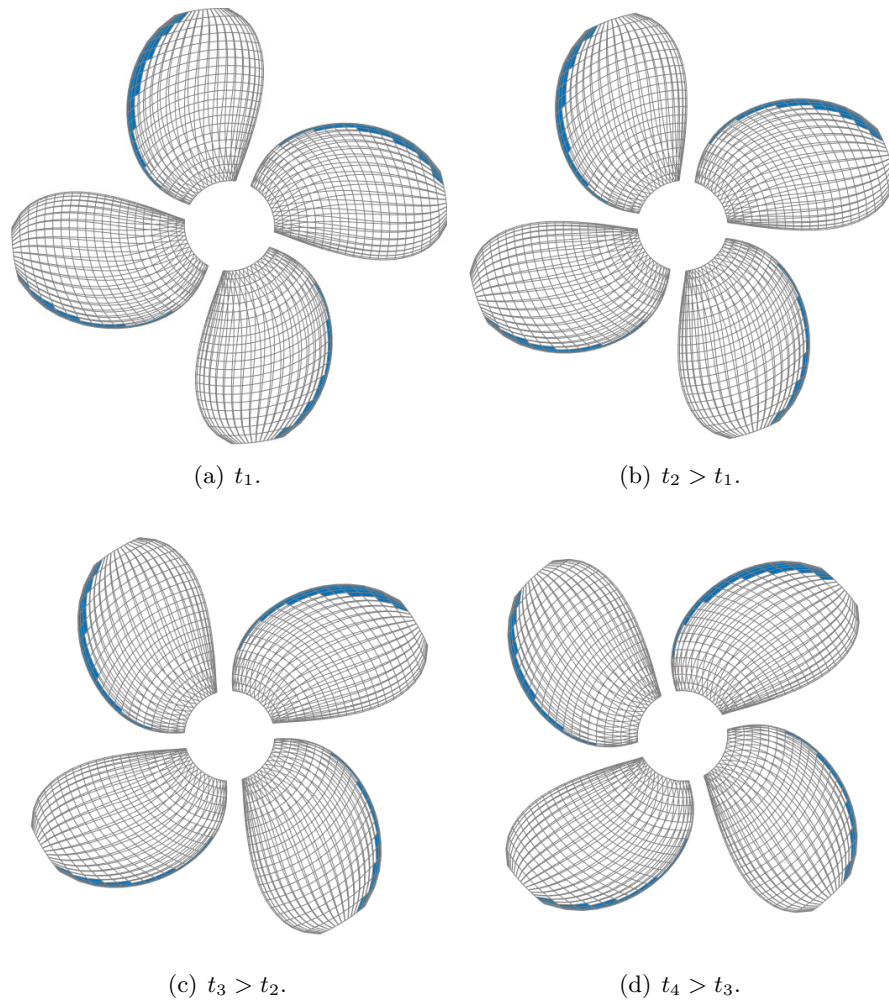 (a) t₁.
(b) t₂ > t₁.
(c) t₃ > t₂.
(d) t₄ > t₃.